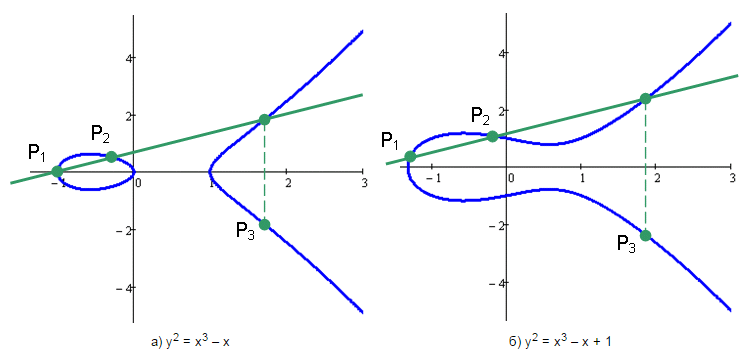 4
2
P1
P2
-1
0
1
2
3
P3
-2
-4
а) y² = x³ – x
4
2
P1
P2
-1
0
1
2
3
P3
-2
-4
б) y² = x³ – x + 1